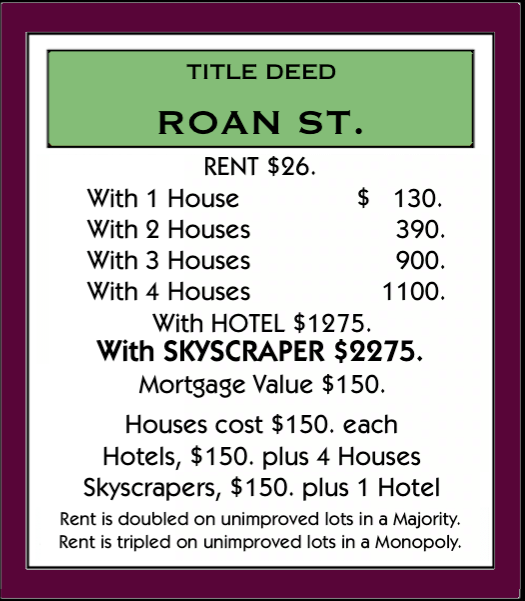 TITLE DEED
ROAN ST.
RENT $26.
With 1 House $ 130.
With 2 Houses 390.
With 3 Houses 900.
With 4 Houses 1100.
With HOTEL $1275.
With SKYSCRAPER $2275.
Mortgage Value $150.
Houses cost $150. each
Hotels, $150. plus 4 Houses
Skyscrapers, $150. plus 1 Hotel
Rent is doubled on unimproved lots in a Majority.
Rent is tripled on unimproved lots in a Monopoly.